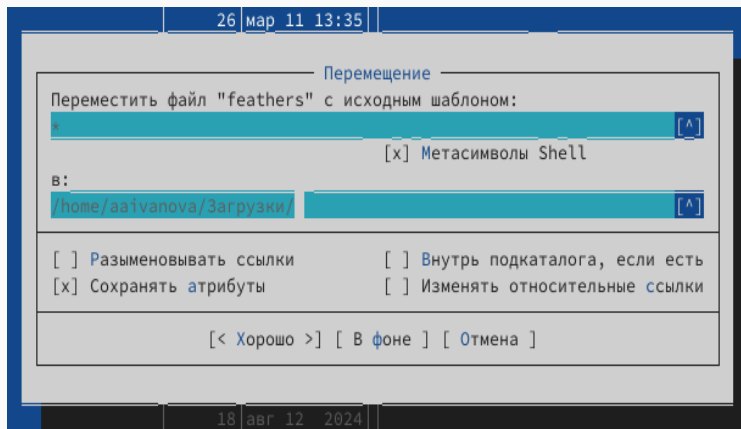 26 мар 11 13:35
Перемещение
Переместить файл "feathers" с исходным шаблоном:
* [^]
[x] Метасимволы Shell
в:
/home/aaivanova/Загрузки/ [^]
[ ] Разыменовывать ссылки [ ] Внутрь подкаталога, если есть
[x] Сохранять атрибуты [ ] Изменять относительные ссылки
[< Хорошо >] [ В фоне ] [ Отмена ]
18 авг 12 2024